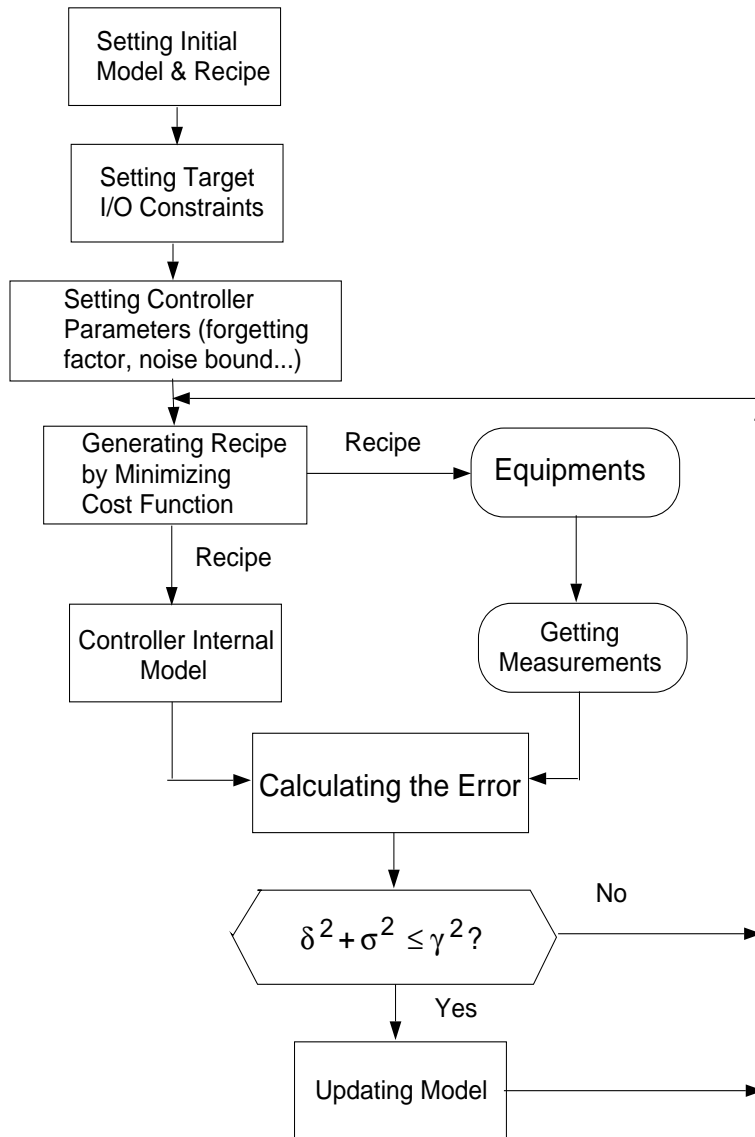 Setting Initial
Model & Recipe
Setting Target
I/O Constraints
Setting Controller
Parameters (forgetting
factor, noise bound...)
Generating Recipe
by Minimizing
Cost Function
Recipe
Equipments
Recipe
Controller Internal
Model
Getting
Measurements
Calculating the Error
δ² + σ² ≤ γ² ?
No
Yes
Updating Model